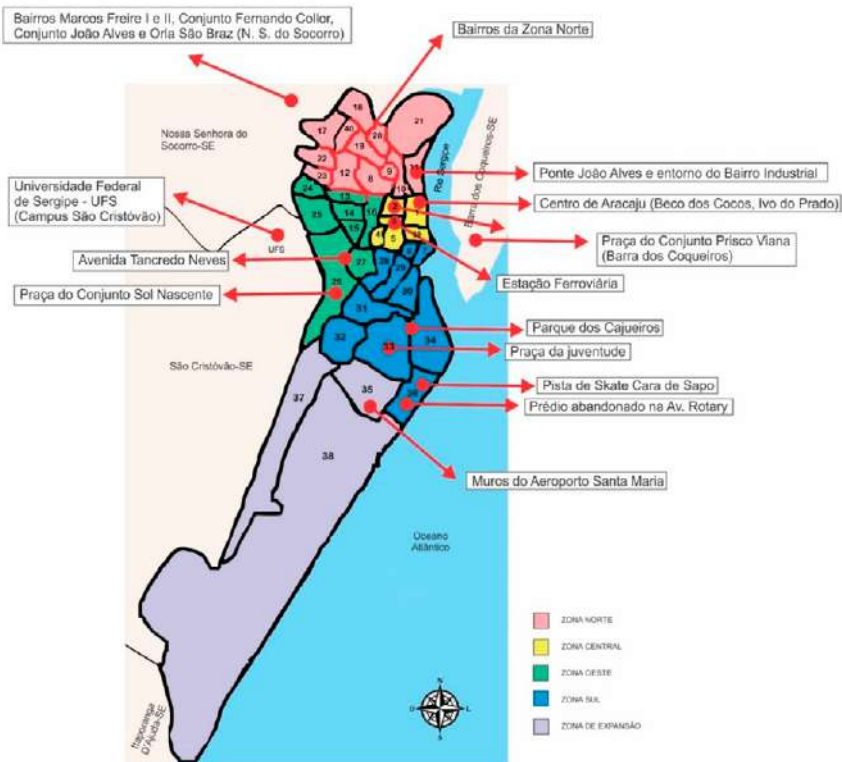 Bairros Marcos Freire I e II, Conjunto Fernando Collor,
Conjunto João Alves e Orla São Braz (N. S. do Socorro)
Bairros da Zona Norte
Nossa Senhora do
Socorro-SE
18
21
17
40
20
19
22
23
12
8
9
10
Rio Sergipe
Barra dos Coqueiros-SE
Ponte João Alves e entorno do Bairro Industrial
Universidade Federal
de Sergipe - UFS
(Campus São Cristóvão)
24
13
25
14
16
15
2
5
Centro de Aracaju (Beco dos Cocos, Ivo do Prado)
Praça do Conjunto Prisco Viana
(Barra dos Coqueiros)
UFS
Avenida Tancredo Neves
27
28
29
30
Estação Ferroviária
Praça do Conjunto Sol Nascente
26
31
Parque dos Cajueiros
32
33
34
Praça da juventude
São Cristóvão-SE
35
36
Pista de Skate Cara de Sapo
Prédio abandonado na Av. Rotary
37
38
Muros do Aeroporto Santa Maria
Oceano
Atlântico
ZONA NORTE
ZONA CENTRAL
ZONA OESTE
ZONA SUL
ZONA DE EXPANSÃO
N
O
L
S
Itaporanga
D'Ajuda-SE